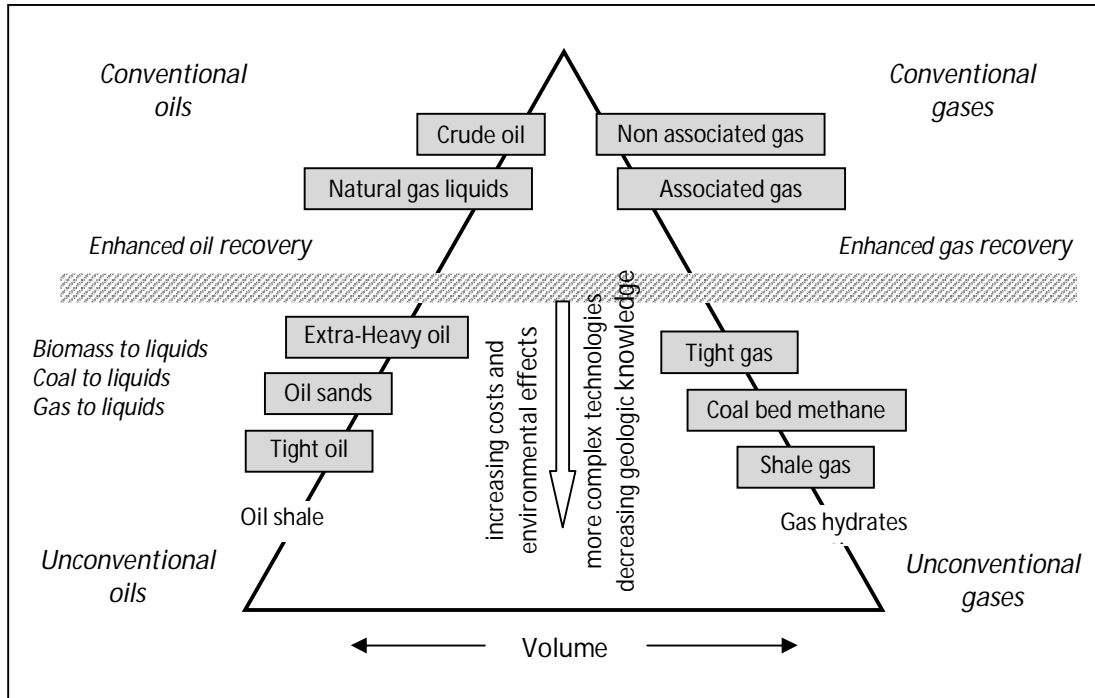 Conventional
oils
Conventional
gases
Crude oil
Non associated gas
Natural gas liquids
Associated gas
Enhanced oil recovery
Enhanced gas recovery
Extra-Heavy oil
Biomass to liquids
Coal to liquids
Gas to liquids
Oil sands
Tight oil
Oil shale
increasing costs and
environmental effects
more complex technologies
decreasing geologic knowledge
Tight gas
Coal bed methane
Shale gas
Gas hydrates
Unconventional
oils
Unconventional
gases
Volume